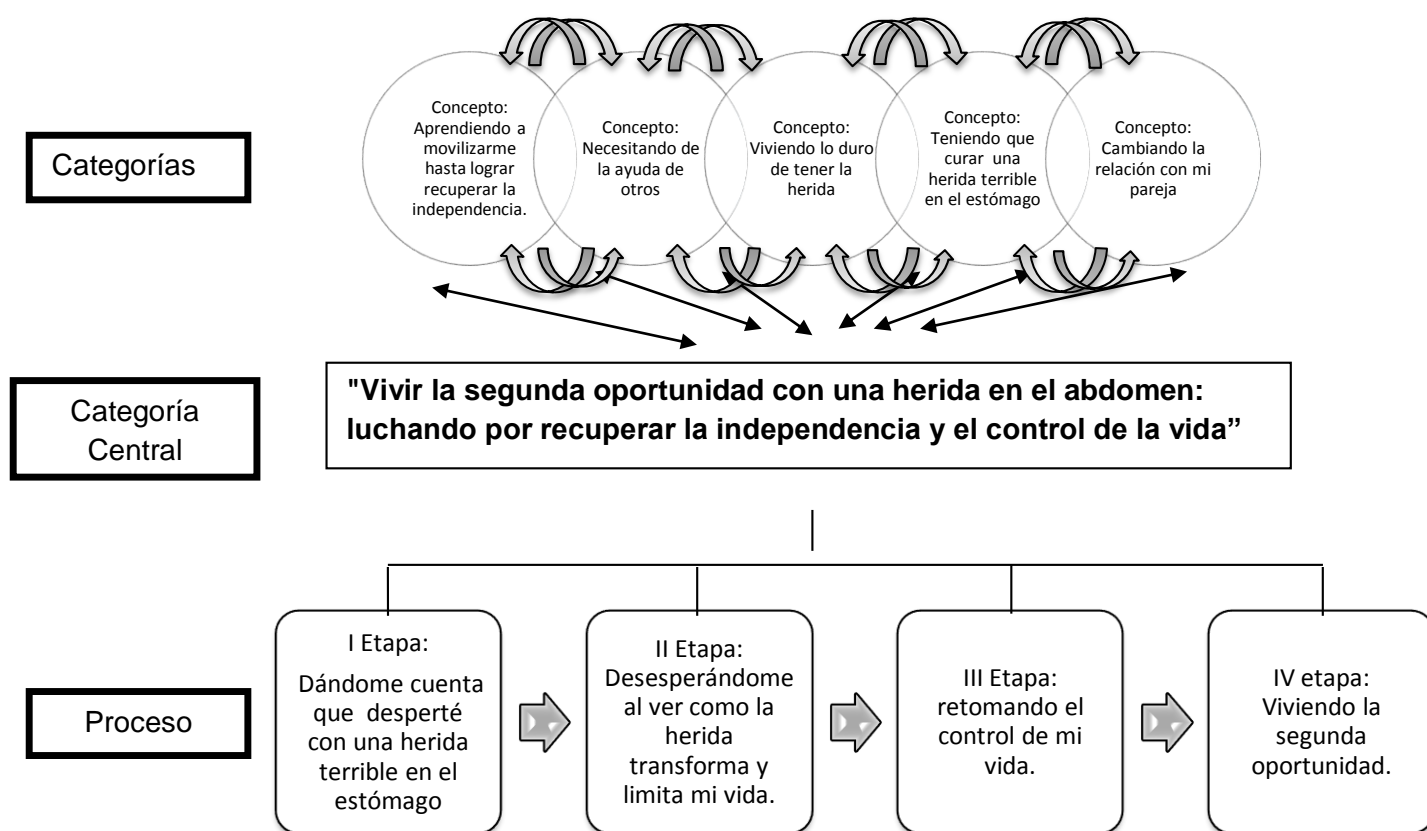 Categorías
Concepto:
Aprendiendo a
movilizarme
hasta lograr
recuperar la
independencia.
Concepto:
Necesitando de
la ayuda de
otros
Concepto:
Viviendo lo duro
de tener la
herida
Concepto:
Teniendo que
curar una
herida terrible
en el estómago
Concepto:
Cambiando la
relación con mi
pareja
Categoría
Central
"Vivir la segunda oportunidad con una herida en el abdomen:
luchando por recuperar la independencia y el control de la vida”
Proceso
I Etapa:
Dándome cuenta
que desperté
con una herida
terrible en el
estómago
II Etapa:
Desesperándome
al ver como la
herida
transforma y
limita mi vida.
III Etapa:
retomando el
control de mi
vida.
IV etapa:
Viviendo la
segunda
oportunidad.